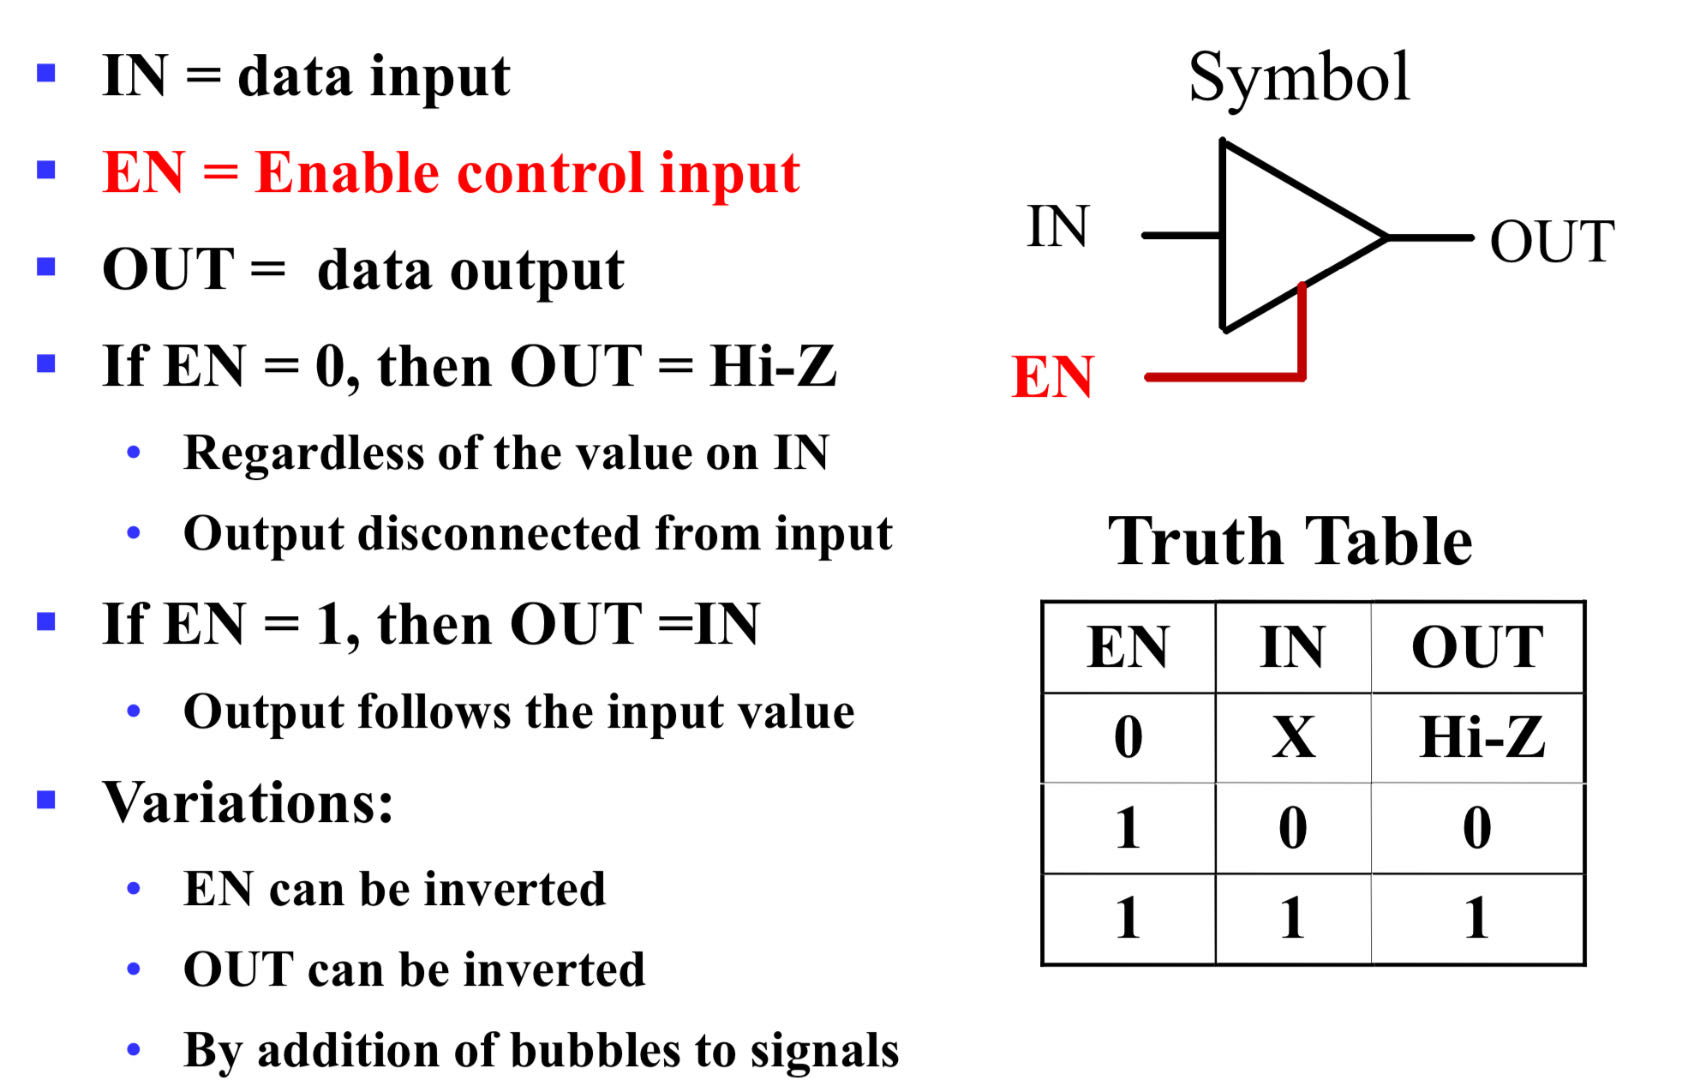 IN = data input
EN = Enable control input
OUT = data output
If EN = 0, then OUT = Hi-Z
Regardless of the value on IN
Output disconnected from input
If EN = 1, then OUT =IN
Output follows the input value
Variations:
EN can be inverted
OUT can be inverted
By addition of bubbles to signals
Symbol
IN
OUT
EN
Truth Table
EN IN OUT
0 X Hi-Z
1 0 0
1 1 1